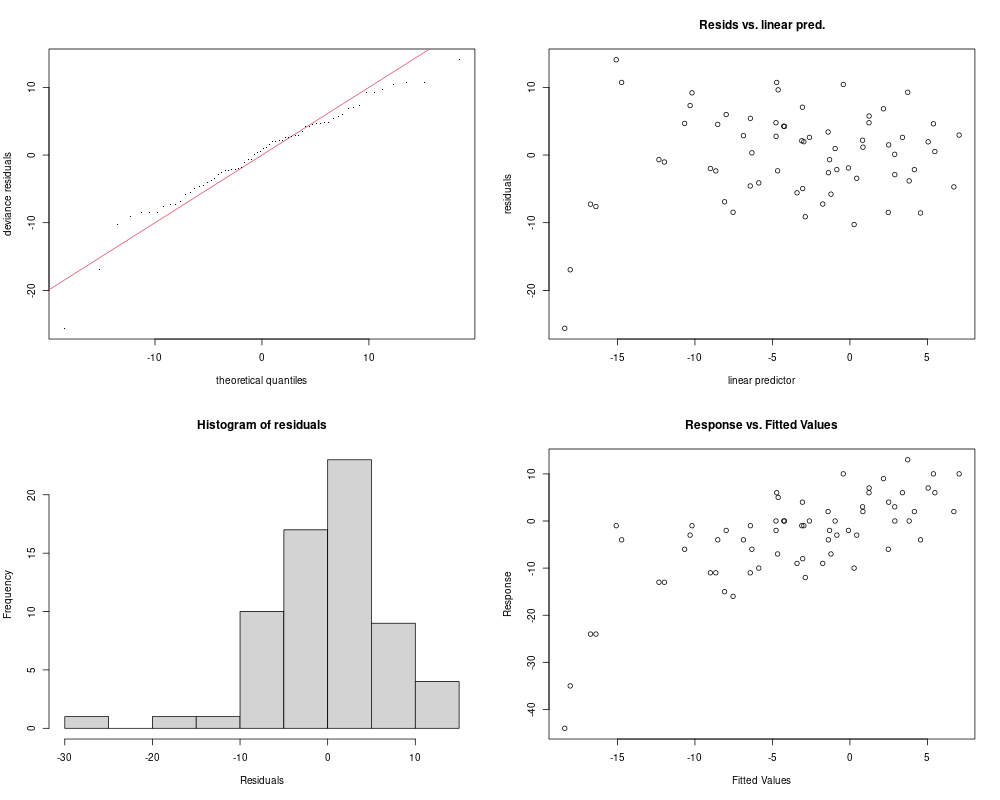 10
0
-10
-20
deviance residuals
-10 0 10
theoretical quantiles
Resids vs. linear pred.
10
0
-10
-20
residuals
-15 -10 -5 0 5
linear predictor
Histogram of residuals
20
15
10
5
0
Frequency
-30 -20 -10 0 10
Residuals
Response vs. Fitted Values
10
0
-10
-20
-30
-40
Response
-15 -10 -5 0 5
Fitted Values